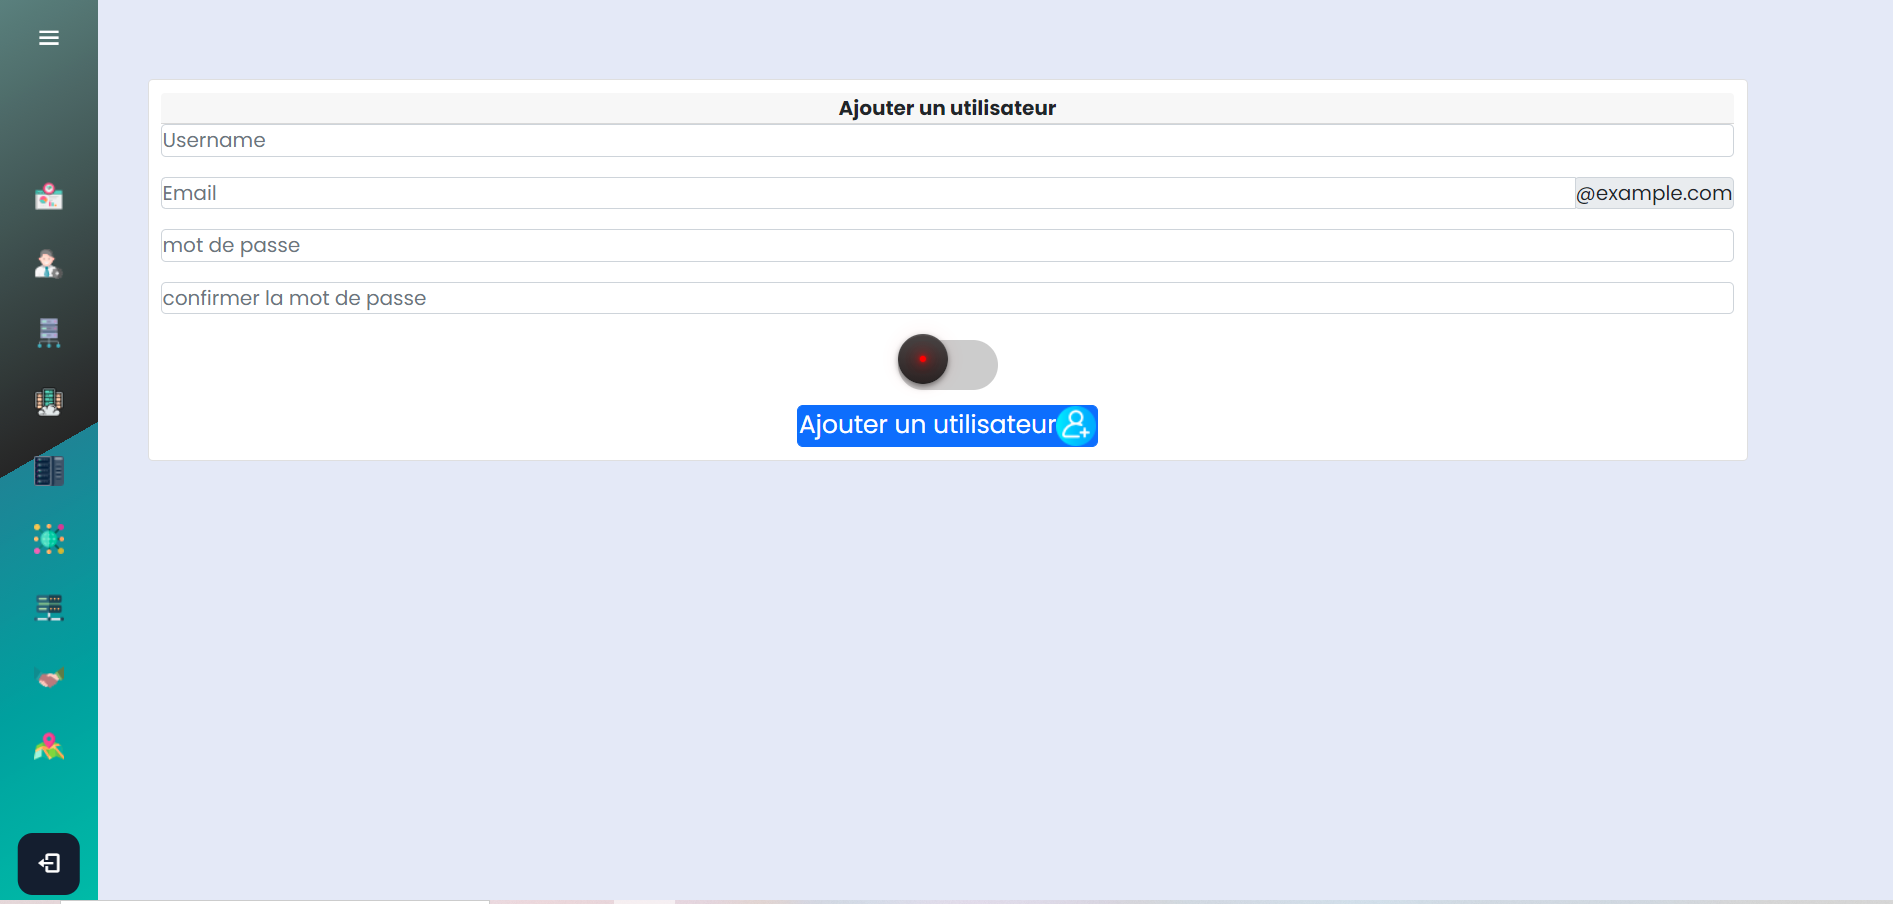 Ajouter un utilisateur
Username
Email @example.com
mot de passe
confirmer la mot de passe
Ajouter un utilisateur